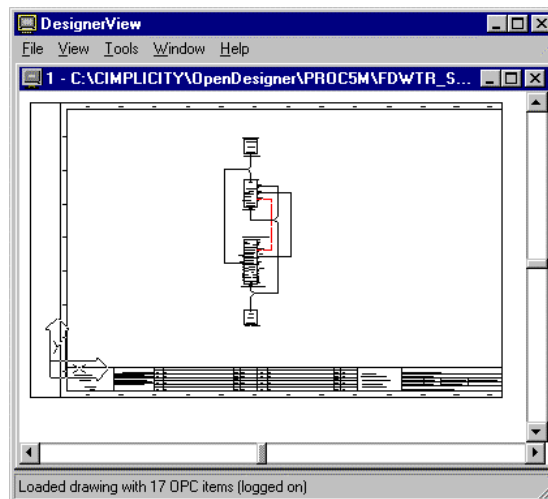 DesignerView
File View Tools Window Help
1 - C:\CIMPLICITY\OpenDesigner\PROC5M\FDWTR_S...
Loaded drawing with 17 OPC items (logged on)